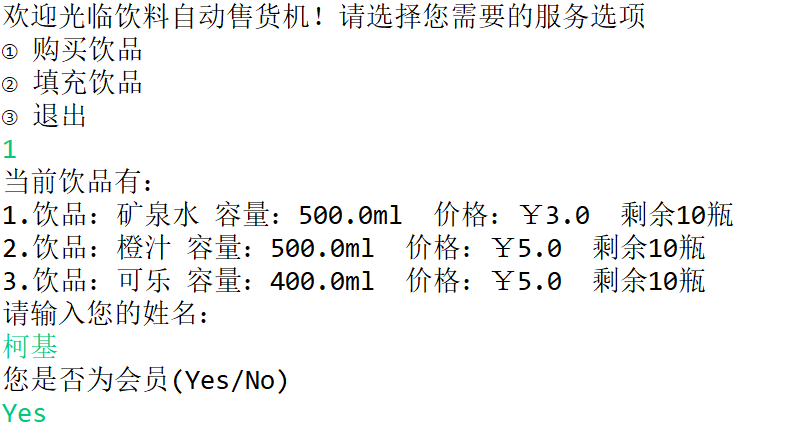 欢迎光临饮料自动售货机！请选择您需要的服务选项
① 购买饮品
② 填充饮品
③ 退出
1
当前饮品有：
1.饮品：矿泉水 容量：500.0ml  价格：￥3.0  剩余10瓶
2.饮品：橙汁 容量：500.0ml  价格：￥5.0  剩余10瓶
3.饮品：可乐 容量：400.0ml  价格：￥5.0  剩余10瓶
请输入您的姓名：
柯基
您是否为会员(Yes/No)
Yes